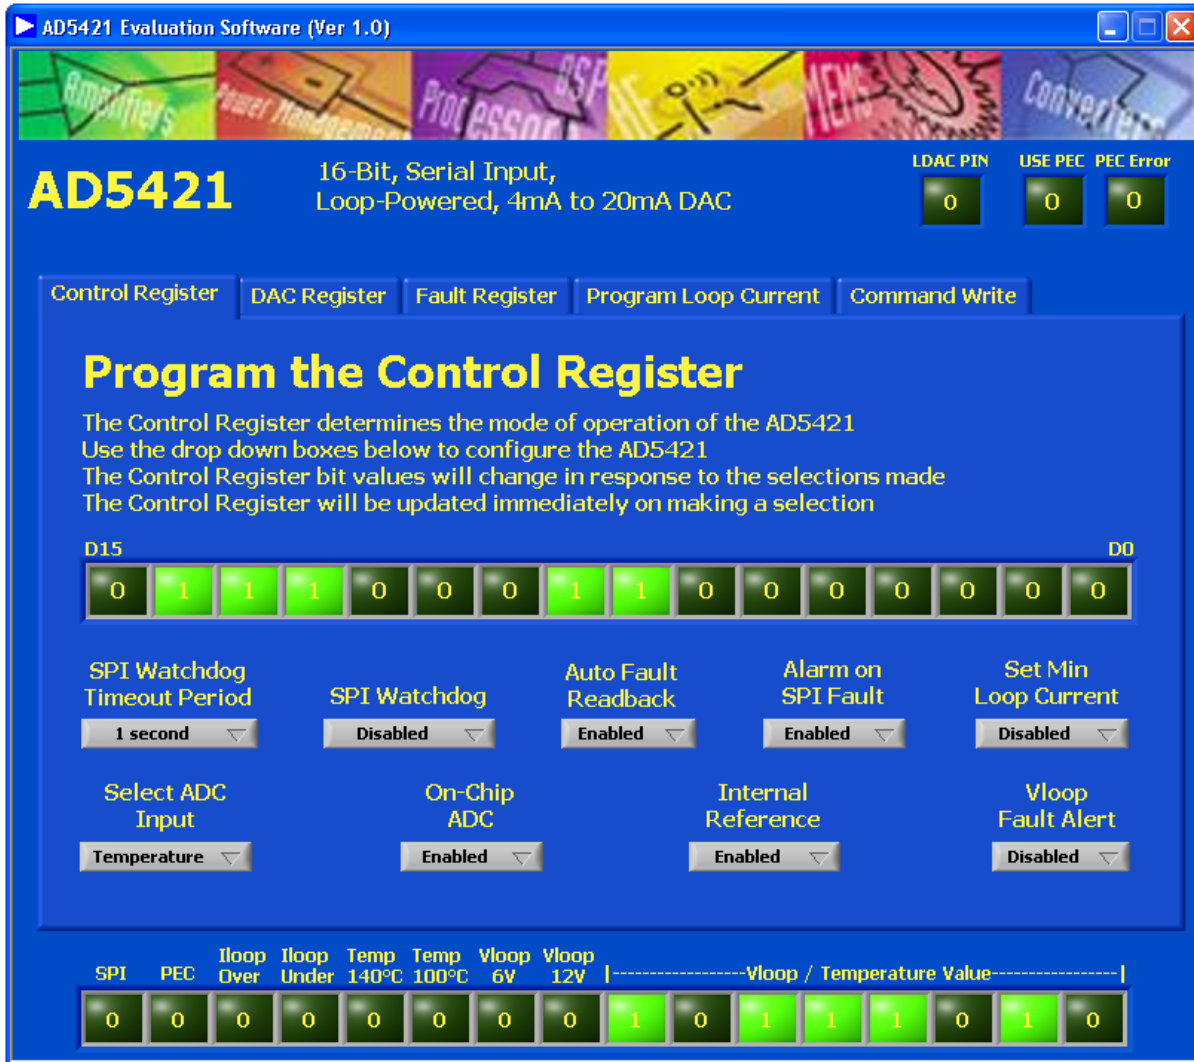 AD5421 Evaluation Software (Ver 1.0)
Amplifiers Power Management Processors DSP MEMS Converters
LDAC PIN USE PEC PEC Error
AD5421
16-Bit, Serial Input,
Loop-Powered, 4mA to 20mA DAC
0 0 0
Control Register DAC Register Fault Register Program Loop Current Command Write
Program the Control Register
The Control Register determines the mode of operation of the AD5421
Use the drop down boxes below to configure the AD5421
The Control Register bit values will change in response to the selections made
The Control Register will be updated immediately on making a selection
D15 D0
0 1 1 1 0 0 0 1 1 0 0 0 0 0 0 0
SPI Watchdog
Timeout Period
SPI Watchdog
Auto Fault
Readback
Alarm on
SPI Fault
Set Min
Loop Current
1 second Disabled Enabled Enabled Disabled
Select ADC
Input
On-Chip
ADC
Internal
Reference
Vloop
Fault Alert
Temperature Enabled Enabled Disabled
SPI
PEC
Iloop
Over
Iloop
Under
Temp
140°C
Temp
100°C
Vloop
6V
Vloop
12V
|------------------Vloop / Temperature Value-----------------|
0 0 0 0 0 0 0 0 1 0 1 1 1 0 1 0